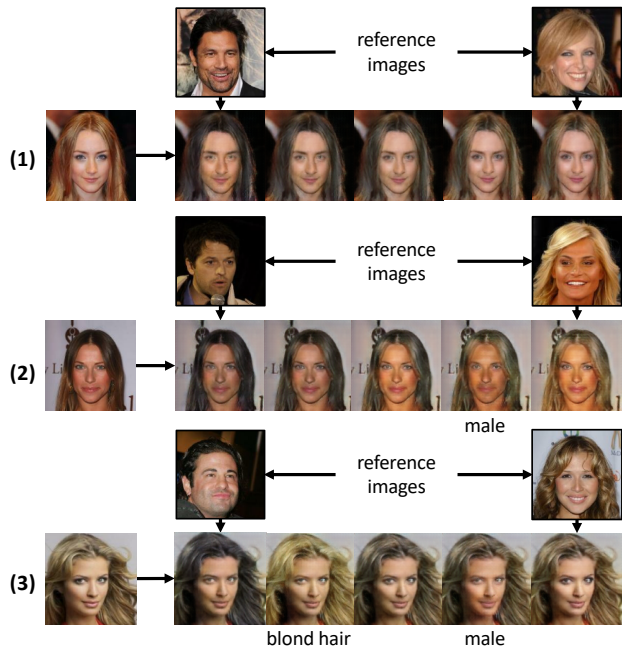 reference
images
(1)
reference
images
(2)
male
reference
images
(3)
blond hair
male